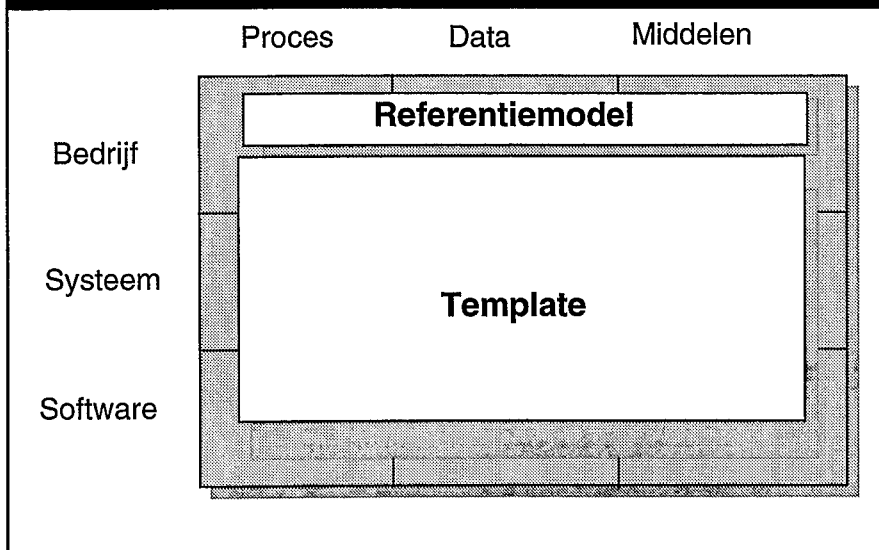 Proces Data Middelen
Referentiemodel
Bedrijf
Systeem
Template
Software